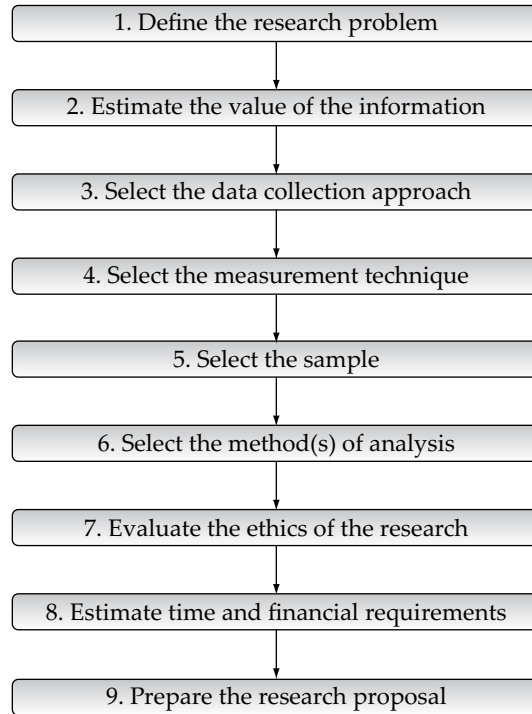 1. Define the research problem
2. Estimate the value of the information
3. Select the data collection approach
4. Select the measurement technique
5. Select the sample
6. Select the method(s) of analysis
7. Evaluate the ethics of the research
8. Estimate time and financial requirements
9. Prepare the research proposal